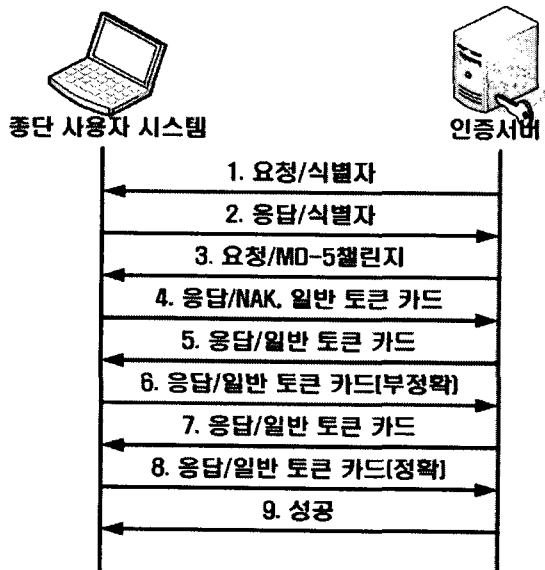 종단 사용자 시스템
인증서버
1. 요청/식별자
2. 응답/식별자
3. 요청/MD-5챌린지
4. 응답/NAK, 일반 토큰 카드
5. 응답/일반 토큰 카드
6. 응답/일반 토큰 카드[부정확]
7. 응답/일반 토큰 카드
8. 응답/일반 토큰 카드[정확]
9. 성공